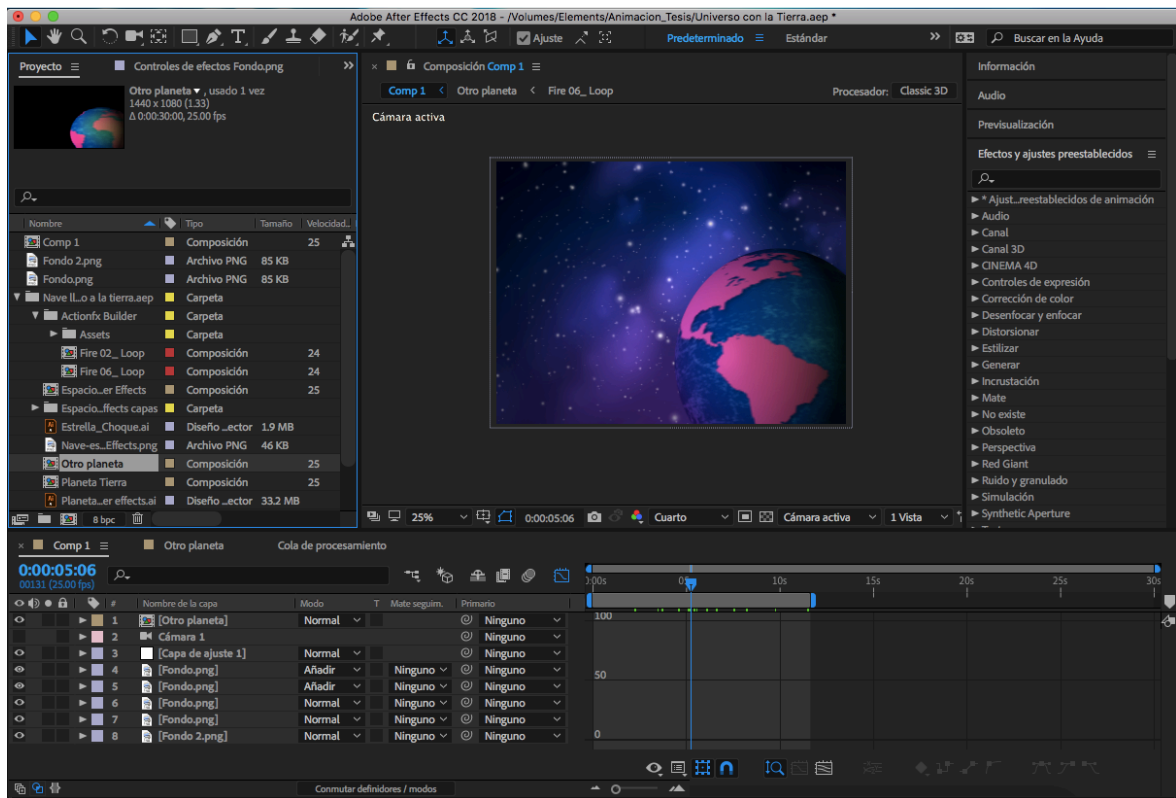 Adobe After Effects CC 2018 - /Volumes/Elements/Animacion_Tesis/Universo con la Tierra.aep *
Ajuste
Predeterminado
Estándar
Buscar en la Ayuda
Proyecto
Controles de efectos Fondo.png
Otro planeta, usado 1 vez
1440 x 1080 (1.33)
Δ 0:00:30:00, 25.00 fps
Nombre Tipo Tamaño Velocidad...
Comp 1 Composición 25
Fondo 2.png Archivo PNG 85 KB
Fondo.png Archivo PNG 85 KB
Nave ll...o a la tierra.aep Carpeta
Actionfx Builder Carpeta
Assets Carpeta
Fire 02_ Loop Composición 24
Fire 06_ Loop Composición 24
Espacio...er Effects Composición 25
Espacio...ffects capas Carpeta
Estrella_Choque.ai Diseño ...ector 1.9 MB
Nave-es...Effects.png Archivo PNG 46 KB
Otro planeta Composición 25
Planeta Tierra Composición 25
Planeta...er effects.ai Diseño ...ector 33.2 MB
8 bpc
Composición Comp 1
Comp 1 Otro planeta Fire 06_ Loop
Procesador: Classic 3D
Cámara activa
25% 0:00:05:06 Cuarto Cámara activa 1 Vista
Información
Audio
Previsualización
Efectos y ajustes preestablecidos
* Ajust...reestablecidos de animación
Audio
Canal
Canal 3D
CINEMA 4D
Controles de expresión
Corrección de color
Desenfocar y enfocar
Distorsionar
Estilizar
Generar
Incrustación
Mate
No existe
Obsoleto
Perspectiva
Red Giant
Ruido y granulado
Simulación
Synthetic Aperture
Comp 1
Otro planeta
Cola de procesamiento
0:00:05:06
00131 (25.00 fps)
# Nombre de la capa Modo T Mate seguim. Primario
1 [Otro planeta] Normal Ninguno
2 Cámara 1 Ninguno
3 [Capa de ajuste 1] Normal Ninguno
4 [Fondo.png] Añadir Ninguno Ninguno
5 [Fondo.png] Añadir Ninguno Ninguno
6 [Fondo.png] Normal Ninguno Ninguno
7 [Fondo.png] Normal Ninguno Ninguno
8 [Fondo 2.png] Normal Ninguno Ninguno
10s 15s 20s 25s 30s
100
50
0
Conmutar definidores / modos